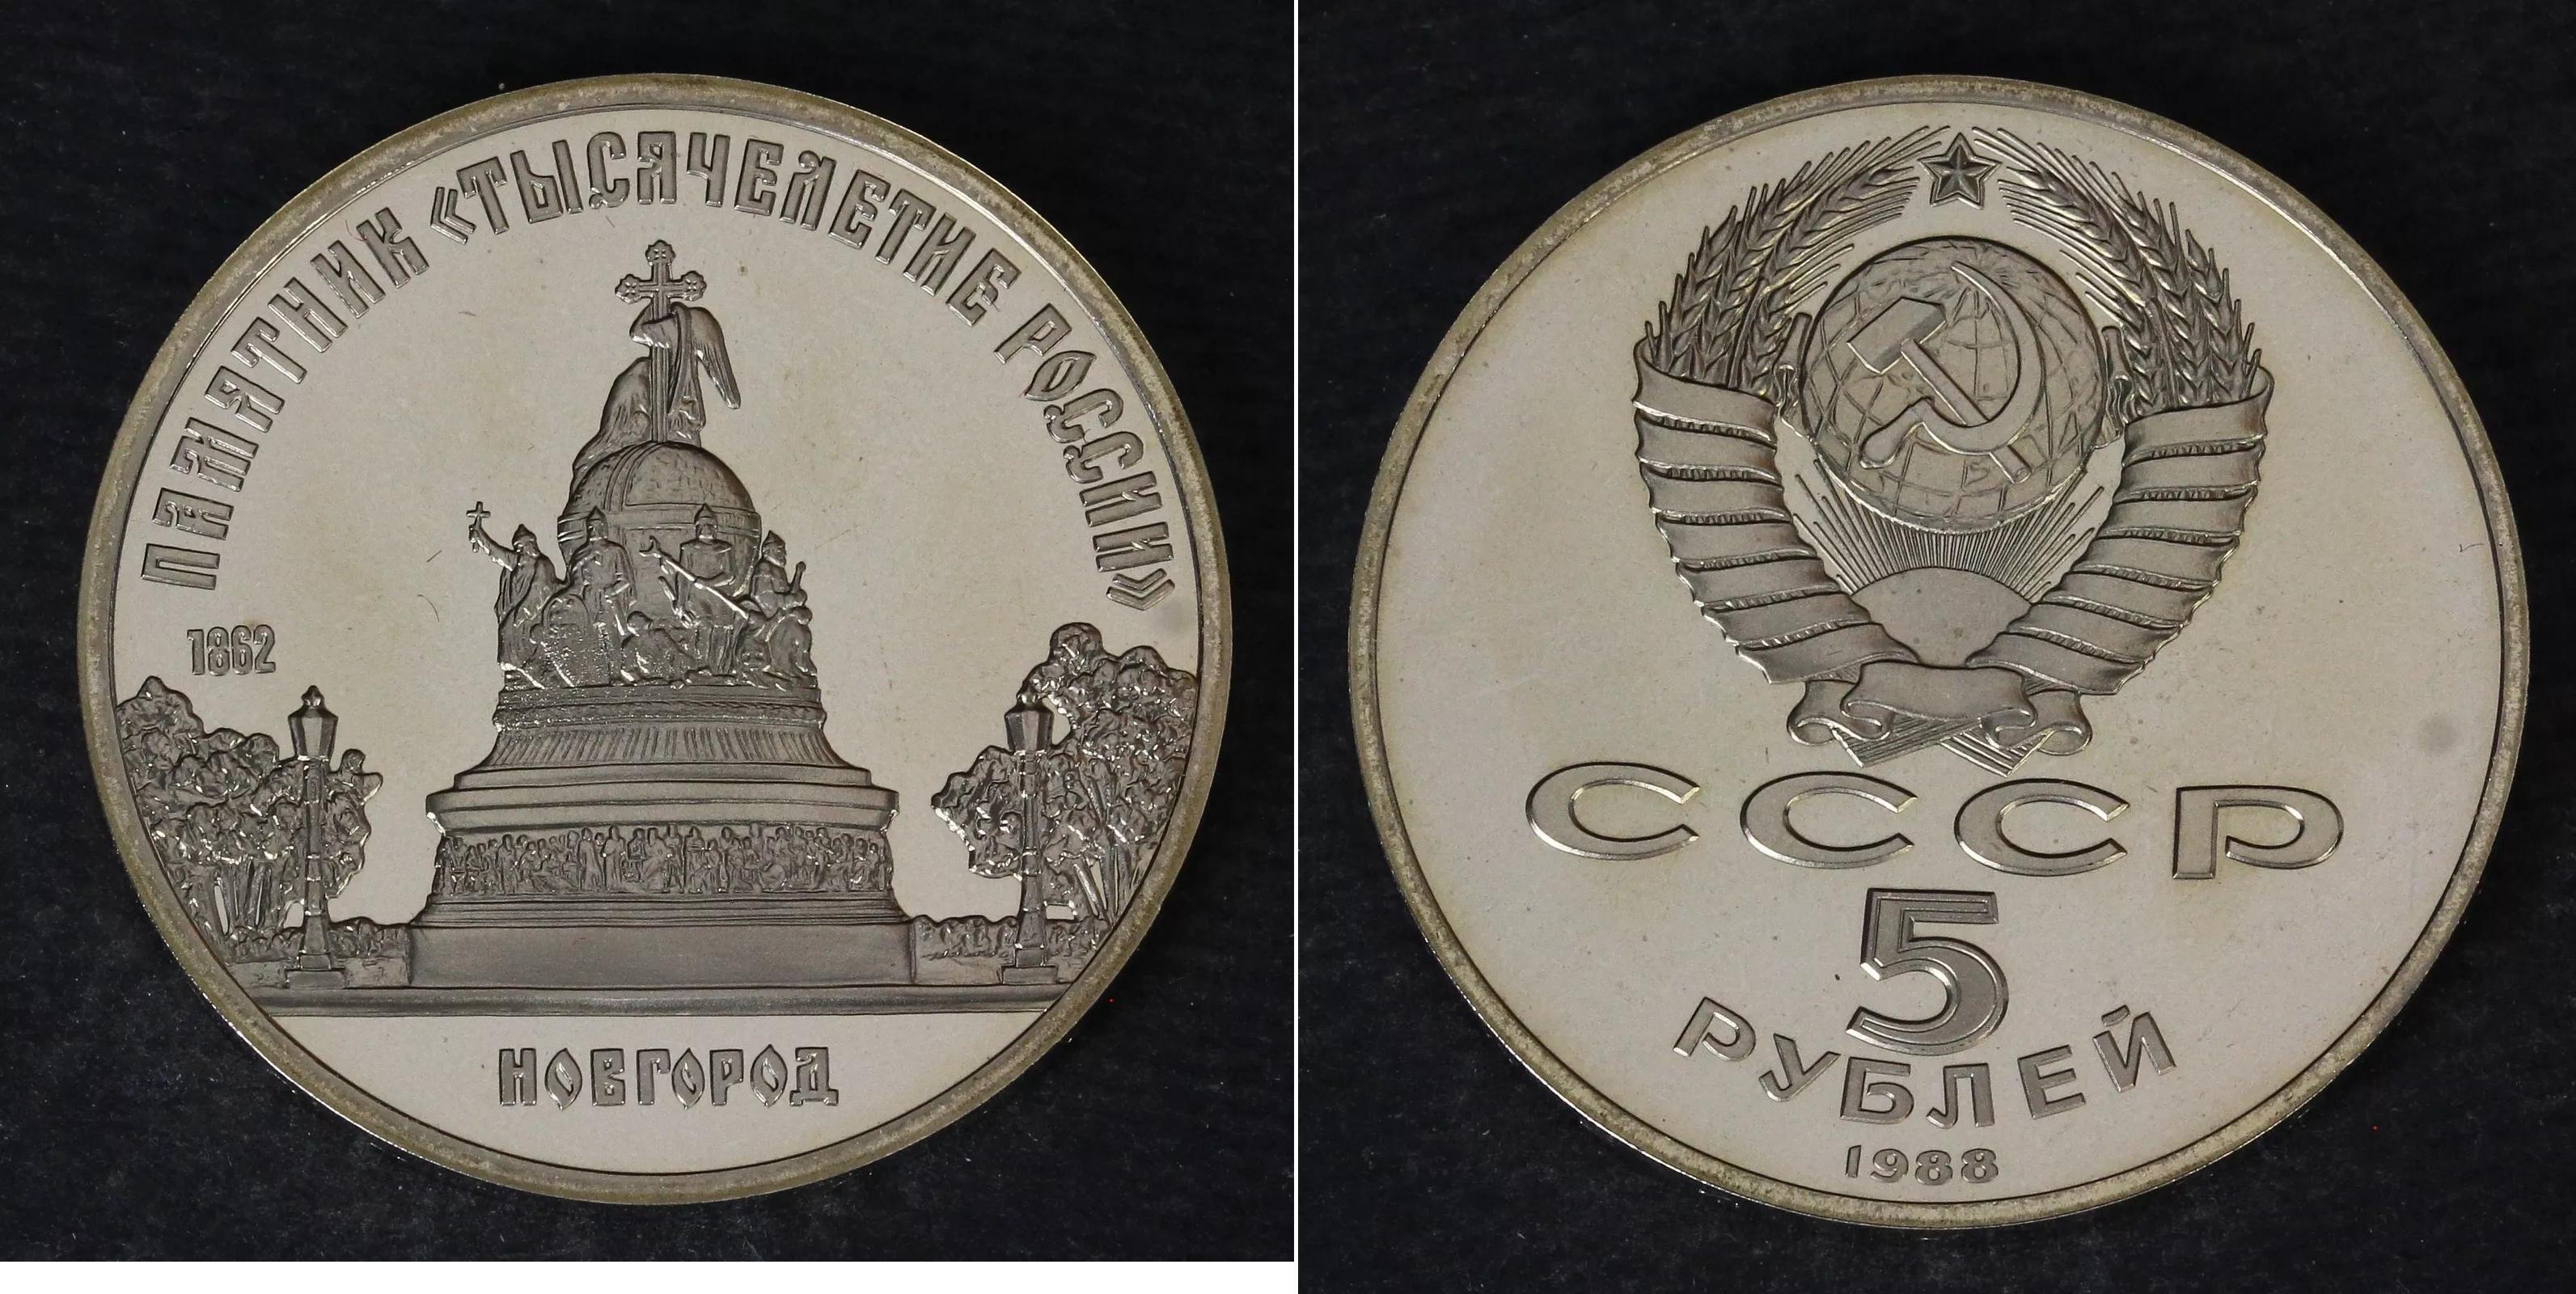 ПАМЯТНИК «ТЫСЯЧЕЛЕТИЕ РОССИИ»
1862
НОВГОРОД
СССР
5
РУБЛЕЙ
1988